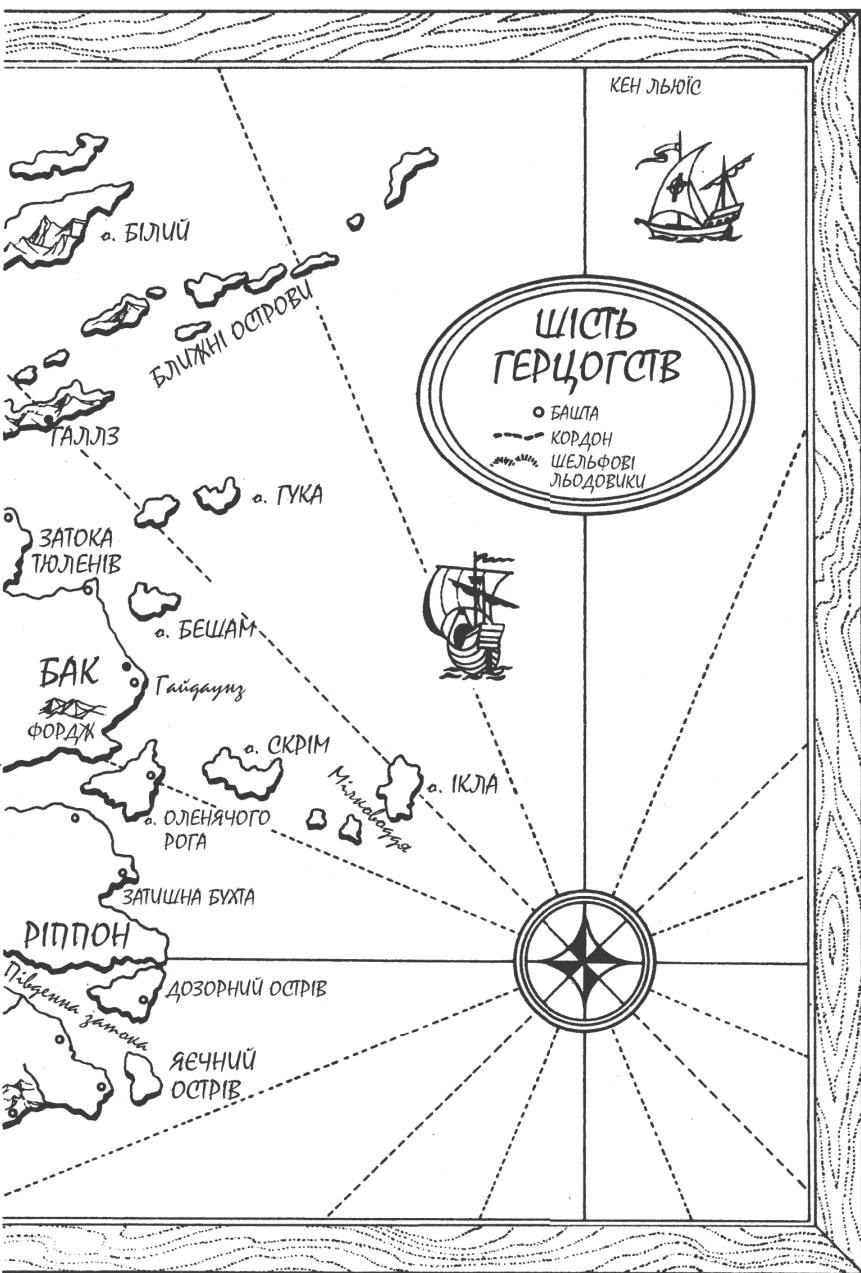 КЕН ЛЬЮЇС
о. БІЛИЙ
БЛИЖНІ ОСТРОВИ
ШІСТЬ
ГЕРЦОГСТВ
БАШТА
КОРДОН
ШЕЛЬФОВІ
ЛЬОДОВИКИ
ГАЛЛЗ
о. ГУКА
ЗАТОКА
ТЮЛЕНІВ
о. БЕШАМ
БАК
Гайдаунз
ФОРДЖ
о. СКРІМ
Мілководдя
о. ІКЛА
о. ОЛЕНЯЧОГО
РОГА
ЗАТИШНА БУХТА
РІППОН
Південна затока
ДОЗОРНИЙ ОСТРІВ
ЯЄЧНИЙ
ОСТРІВ